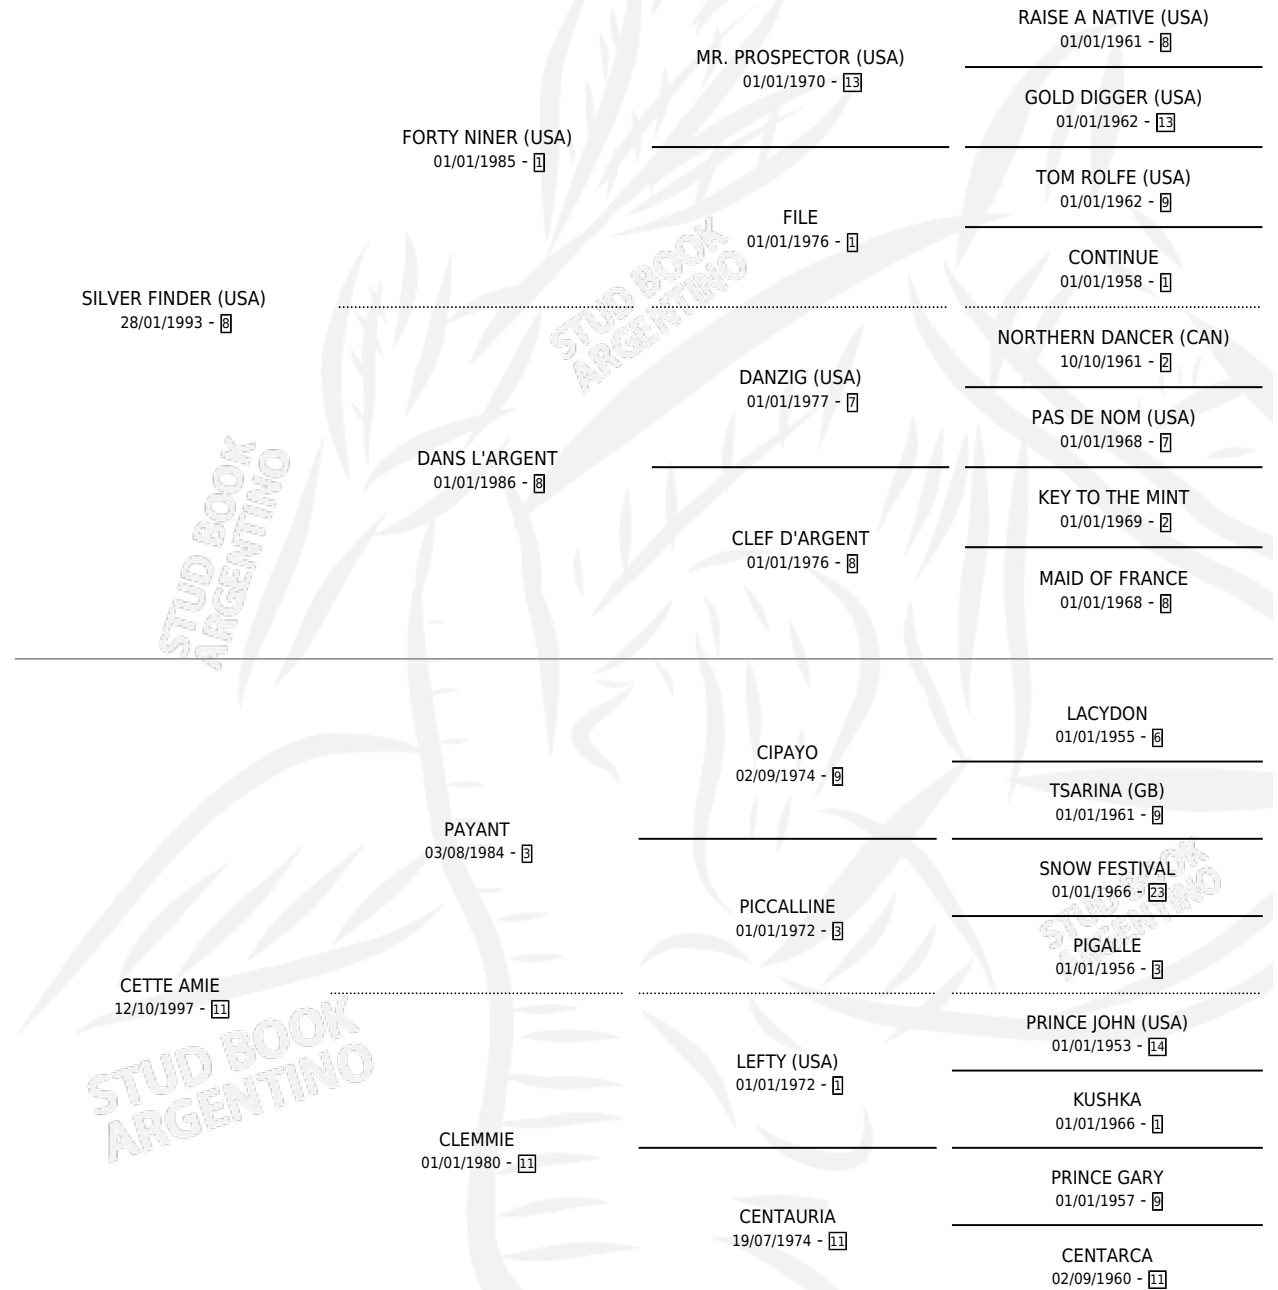 RAISE A NATIVE (USA)
01/01/1961 - 8
MR. PROSPECTOR (USA)
01/01/1970 - 13
GOLD DIGGER (USA)
01/01/1962 - 13
FORTY NINER (USA)
01/01/1985 - 1
TOM ROLFE (USA)
01/01/1962 - 9
FILE
01/01/1976 - 1
CONTINUE
01/01/1958 - 1
SILVER FINDER (USA)
28/01/1993 - 8
NORTHERN DANCER (CAN)
10/10/1961 - 2
DANZIG (USA)
01/01/1977 - 7
PAS DE NOM (USA)
01/01/1968 - 7
DANS L'ARGENT
01/01/1986 - 8
KEY TO THE MINT
01/01/1969 - 2
CLEF D'ARGENT
01/01/1976 - 8
MAID OF FRANCE
01/01/1968 - 8
LACYDON
01/01/1955 - 6
CIPAYO
02/09/1974 - 9
TSARINA (GB)
01/01/1961 - 9
PAYANT
03/08/1984 - 3
SNOW FESTIVAL
01/01/1966 - 23
PICCALLINE
01/01/1972 - 3
PIGALLE
01/01/1956 - 3
CETTE AMIE
12/10/1997 - 11
PRINCE JOHN (USA)
01/01/1953 - 14
LEFTY (USA)
01/01/1972 - 1
KUSHKA
01/01/1966 - 1
CLEMMIE
01/01/1980 - 11
PRINCE GARY
01/01/1957 - 9
CENTAURIA
19/07/1974 - 11
CENTARCA
02/09/1960 - 11
STUD BOOK
ARGENTINO
STUD BOOK
ARGENTINO
STUD BOOK
ARGENTINO
STUD BOOK
ARGENTINO